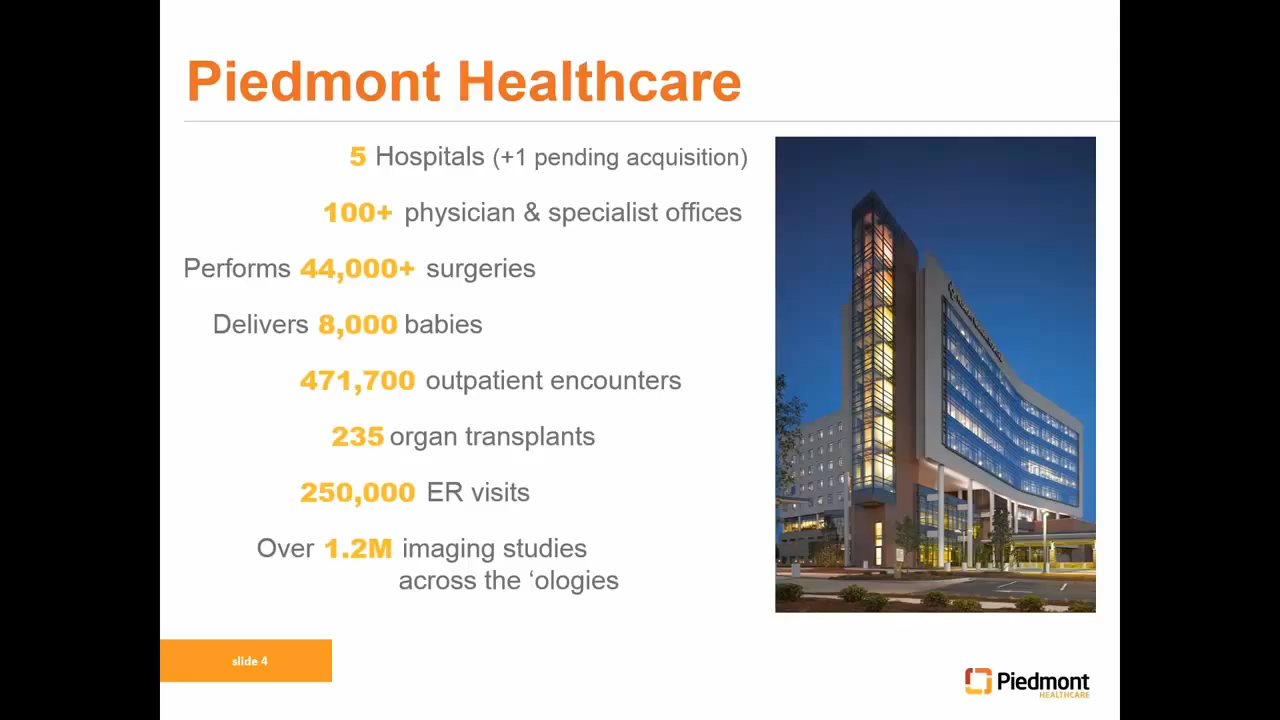 Piedmont Healthcare
5 Hospitals (+1 pending acquisition)
100+ physician & specialist offices
Performs 44,000+ surgeries
Delivers 8,000 babies
471,700 outpatient encounters
235 organ transplants
250,000 ER visits
Over 1.2M imaging studies
across the ‘ologies
slide 4
Piedmont
HEALTHCARE